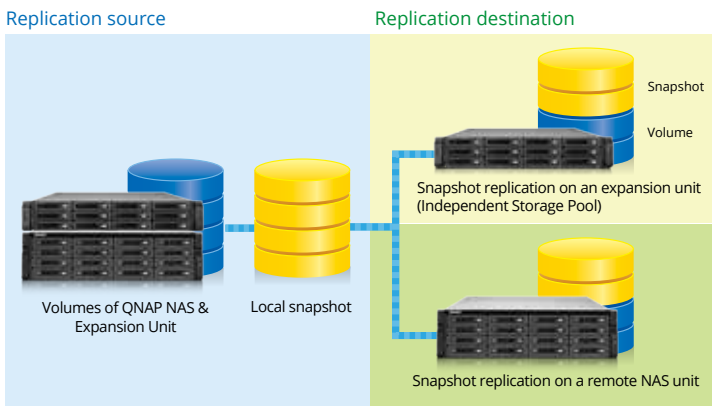 Replication source
Replication destination
Snapshot
Volume
Snapshot replication on an expansion unit
(Independent Storage Pool)
Volumes of QNAP NAS &
Expansion Unit
Local snapshot
Snapshot replication on a remote NAS unit